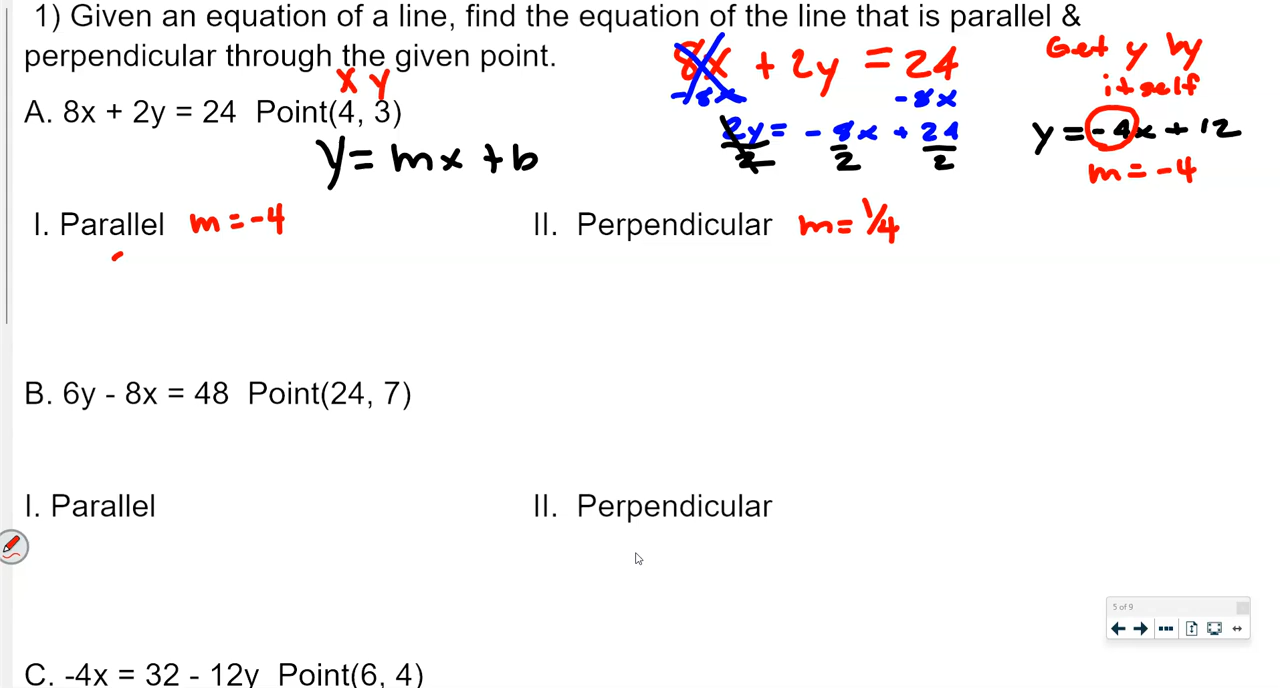 1) Given an equation of a line, find the equation of the line that is parallel &
perpendicular through the given point.
x y
A. 8x + 2y = 24 Point(4, 3)
y = mx + b
8x + 2y = 24
-8x -8x
2y = -8x + 24
2 2 2
Get y by
itself
y = -4x + 12
m = -4
I. Parallel m = -4
II. Perpendicular m = 1/4
B. 6y - 8x = 48 Point(24, 7)
I. Parallel
II. Perpendicular
5 of 9
C. -4x = 32 - 12y Point(6, 4)